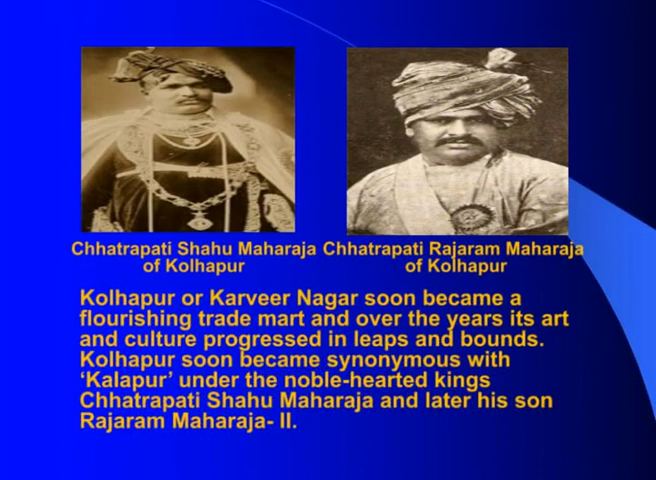 Chhatrapati Shahu Maharaja
of Kolhapur
Chhatrapati Rajaram Maharaja
of Kolhapur
Kolhapur or Karveer Nagar soon became a
flourishing trade mart and over the years its art
and culture progressed in leaps and bounds.
Kolhapur soon became synonymous with
‘Kalapur’ under the noble-hearted kings
Chhatrapati Shahu Maharaja and later his son
Rajaram Maharaja- II.